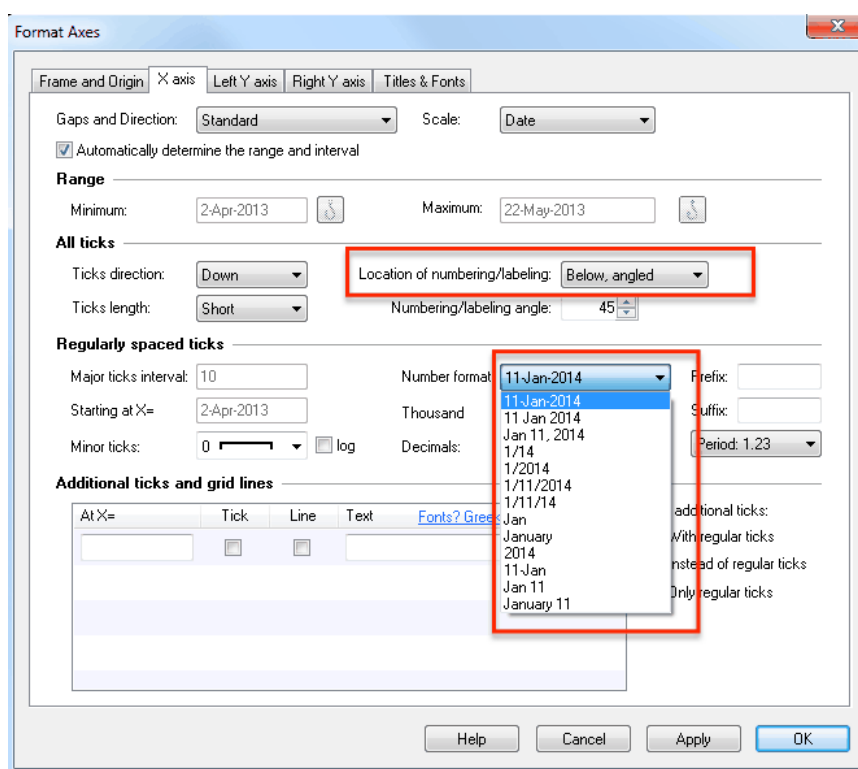 Format Axes
Frame and Origin X axis Left Y axis Right Y axis Titles & Fonts
Gaps and Direction: Standard Scale: Date
Automatically determine the range and interval
Range
Minimum: 2-Apr-2013 Maximum: 22-May-2013
All ticks
Ticks direction: Down Location of numbering/labeling: Below, angled
Ticks length: Short Numbering/labeling angle: 45
Regularly spaced ticks
Major ticks interval: 10 Number format 11-Jan-2014 Prefix:
Starting at X= 2-Apr-2013 Thousand Suffix:
Minor ticks: 0 log Decimals: Period: 1.23
11-Jan-2014
11 Jan 2014
Jan 11, 2014
1/14
1/2014
1/11/2014
1/11/14
Jan
January
2014
11-Jan
Jan 11
January 11
Additional ticks and grid lines
At X= Tick Line Text Fonts? Greek
additional ticks:
With regular ticks
Instead of regular ticks
Only regular ticks
Help Cancel Apply OK